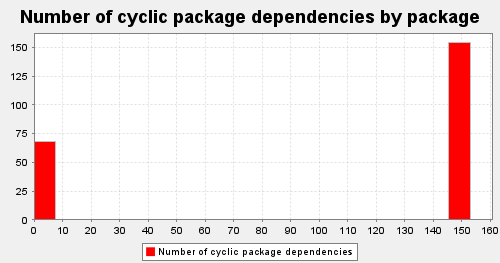 Number of cyclic package dependencies by package
150
125
100
75
50
25
0
0 10 20 30 40 50 60 70 80 90 100 110 120 130 140 150 160
Number of cyclic package dependencies